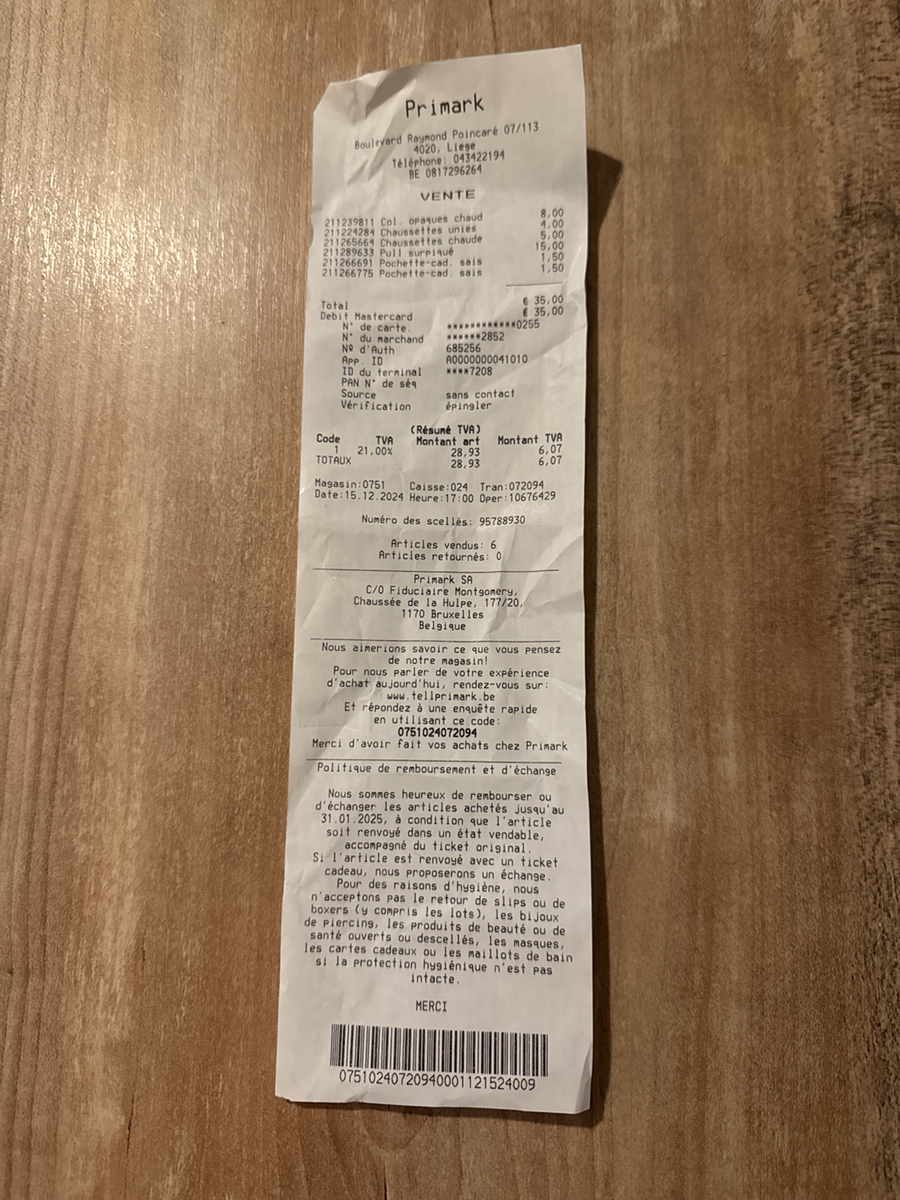 Primark
Boulevard Raymond Poincaré 07/113
4020, Liege
Téléphone: 043422194
BE 0817296264
VENTE
211239811 Col. opaques chaud 8,00
211224284 Chaussettes unies 4,00
211265664 Chaussettes chaude 5,00
211289633 Pull surpiqué 15,00
211266691 Pochette-cad. sais 1,50
211266775 Pochette-cad. sais 1,50
Total € 35,00
Debit Mastercard € 35,00
N° de carte. ************0255
N° du marchand ******2852
Nº d'Auth 685256
App. ID A0000000041010
ID du terminal ****7208
PAN N° de séq
Source sans contact
Vérification épingler
(Résumé TVA)
Code TVA Montant art Montant TVA
1 21,00% 28,93 6,07
TOTAUX 28,93 6,07
Magasin:0751 Caisse:024 Tran:072094
Date:15.12.2024 Heure:17:00 Oper:10676429
Numéro des scellés: 95788930
Articles vendus: 6
Articles retournés: 0
Primark SA
C/O Fiduciaire Montgomery,
Chaussée de la Hulpe, 177/20,
1170 Bruxelles
Belgique
Nous aimerions savoir ce que vous pensez
de notre magasin!
Pour nous parler de votre expérience
d'achat aujourd'hui, rendez-vous sur:
www.tellprimark.be
Et répondez à une enquête rapide
en utilisant ce code:
0751024072094
Merci d'avoir fait vos achats chez Primark
Politique de remboursement et d'échange
Nous sommes heureux de rembourser ou
d'échanger les articles achetés jusqu'au
31.01.2025, à condition que l'article
soit renvoyé dans un état vendable,
accompagné du ticket original.
Si l'article est renvoyé avec un ticket
cadeau, nous proposerons un échange.
Pour des raisons d'hygiène, nous
n'acceptons pas le retour de slips ou de
boxers (y compris les lots), les bijoux
de piercing, les produits de beauté ou de
santé ouverts ou descellés, les masques,
les cartes cadeaux ou les maillots de bain
si la protection hygiénique n'est pas
intacte.
MERCI
07510240720940001121524009